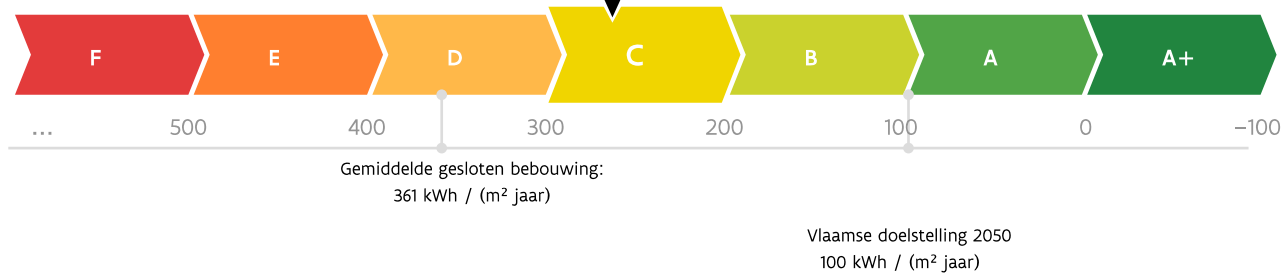 F E D C B A A+
... 500 400 300 200 100 0 −100
Gemiddelde gesloten bebouwing:
361 kWh / (m² jaar)
Vlaamse doelstelling 2050
100 kWh / (m² jaar)